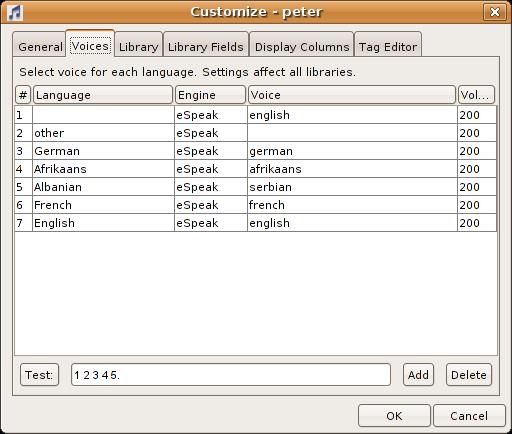 Customize - peter
General Voices Library Library Fields Display Columns Tag Editor
Select voice for each language. Settings affect all libraries.
# Language Engine Voice Vol...
1 eSpeak english 200
2 other eSpeak 200
3 German eSpeak german 200
4 Afrikaans eSpeak afrikaans 200
5 Albanian eSpeak serbian 200
6 French eSpeak french 200
7 English eSpeak english 200
Test: 1 2 3 4 5. Add Delete
OK Cancel